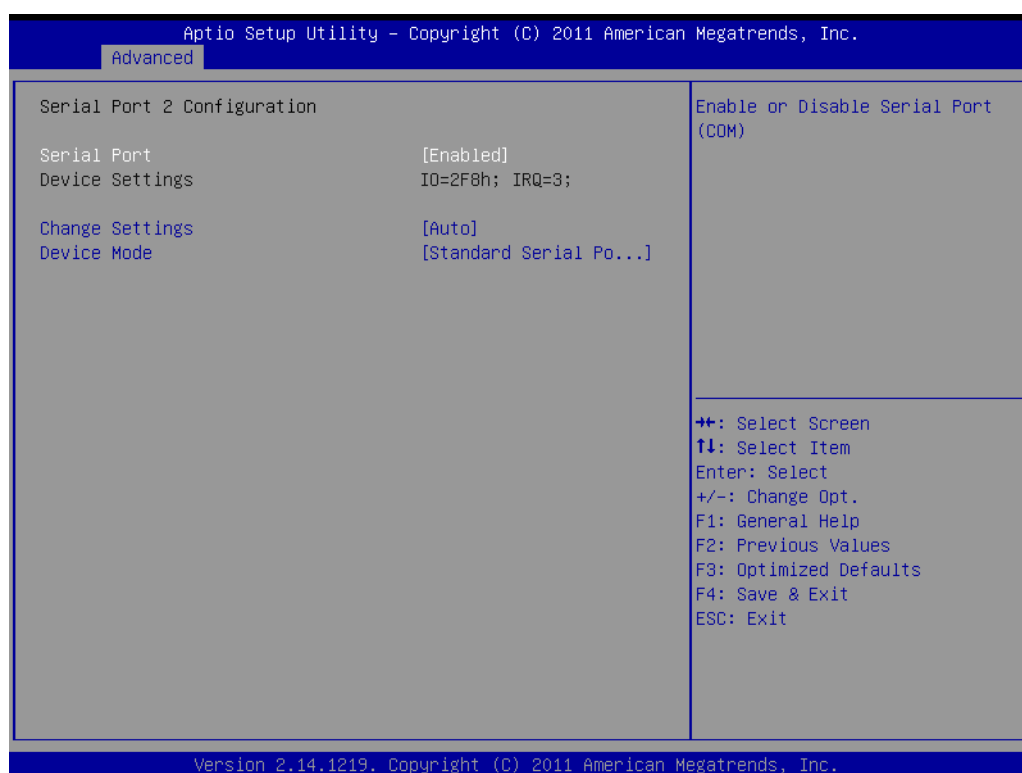 Aptio Setup Utility – Copyright (C) 2011 American Megatrends, Inc.
Advanced
Serial Port 2 Configuration
Serial Port [Enabled]
Device Settings IO=2F8h; IRQ=3;
Change Settings [Auto]
Device Mode [Standard Serial Po...]
Enable or Disable Serial Port
(COM)
→←: Select Screen
↑↓: Select Item
Enter: Select
+/-: Change Opt.
F1: General Help
F2: Previous Values
F3: Optimized Defaults
F4: Save & Exit
ESC: Exit
Version 2.14.1219. Copyright (C) 2011 American Megatrends, Inc.